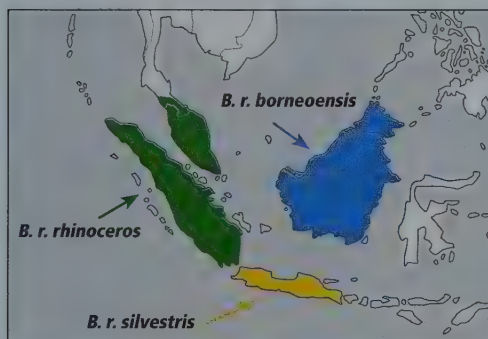 B. r. borneoensis
B. r. rhinoceros
B. r. silvestris